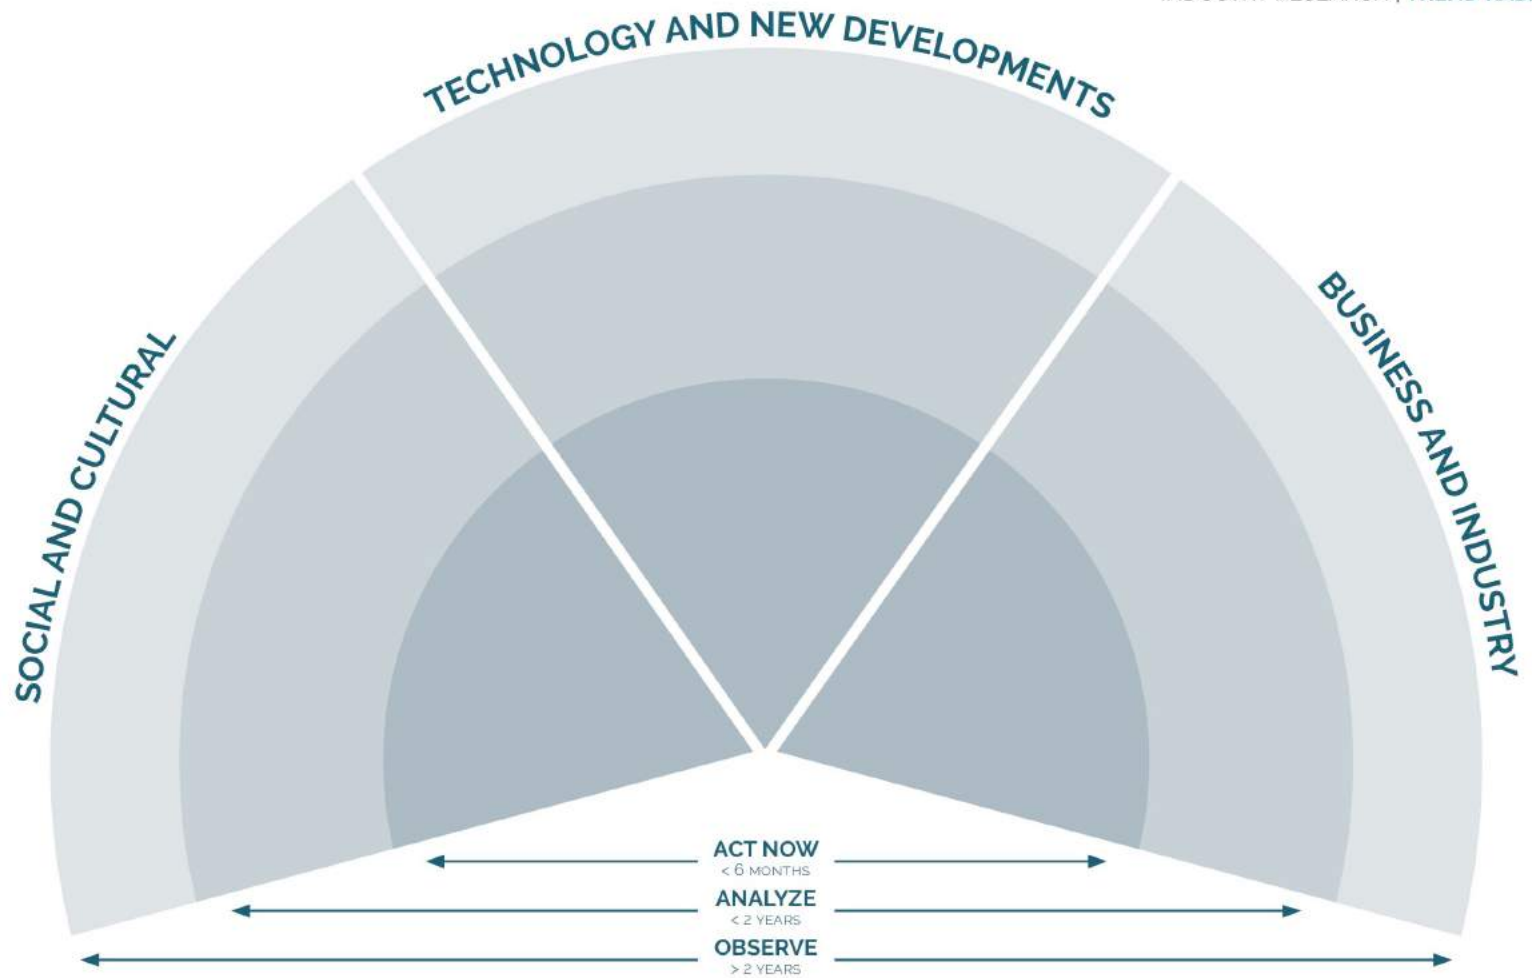 TECHNOLOGY AND NEW DEVELOPMENTS
SOCIAL AND CULTURAL
BUSINESS AND INDUSTRY
ACT NOW
< 6 MONTHS
ANALYZE
< 2 YEARS
OBSERVE
> 2 YEARS